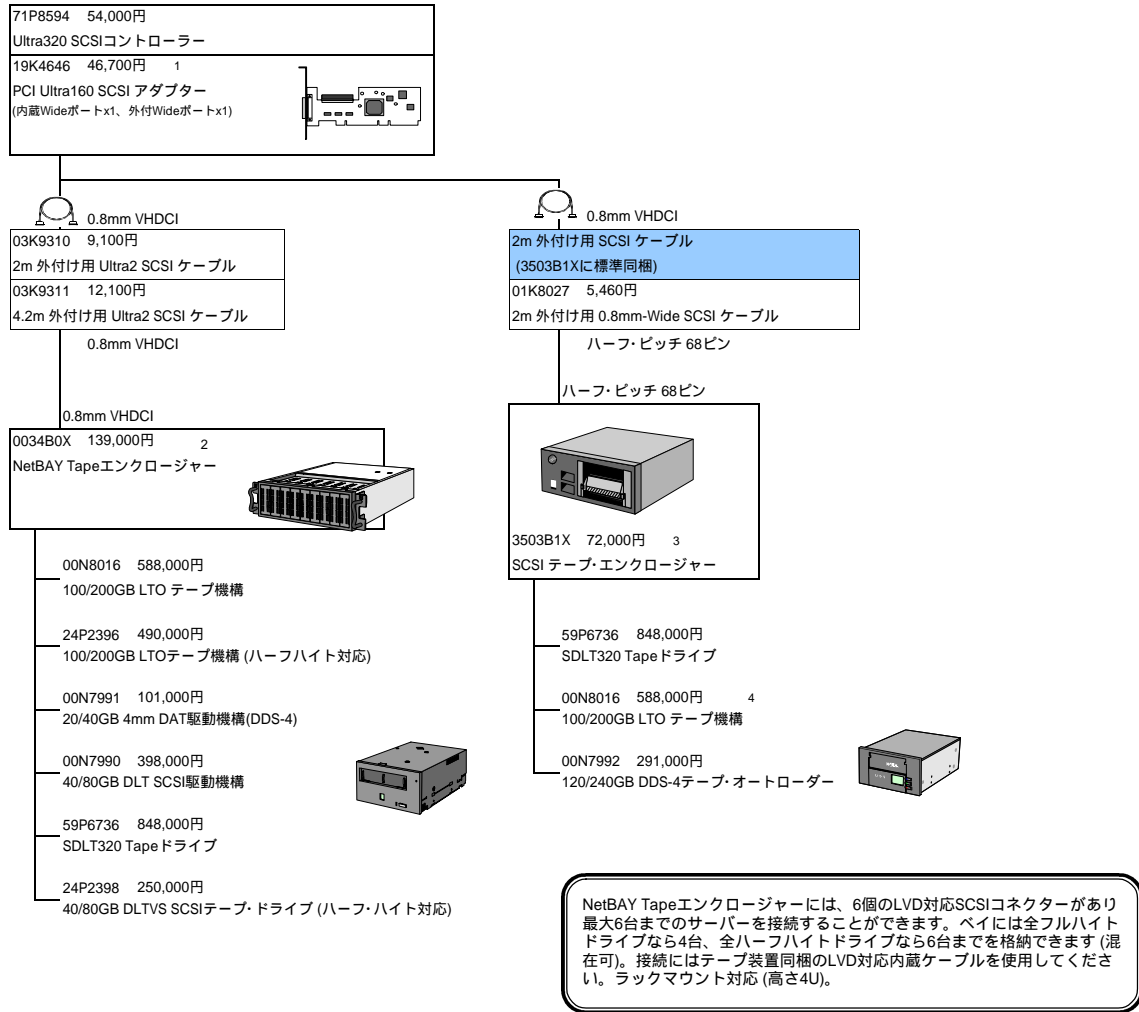 71P8594 54,000円
Ultra320 SCSIコントローラー
19K4646 46,700円 1
PCI Ultra160 SCSI アダプター
(内蔵Wideポートx1、外付Wideポートx1)
0.8mm VHDCI
03K9310 9,100円
2m 外付け用 Ultra2 SCSI ケーブル
03K9311 12,100円
4.2m 外付け用 Ultra2 SCSI ケーブル
0.8mm VHDCI
0.8mm VHDCI
0034B0X 139,000円 2
NetBAY Tapeエンクロージャー
00N8016 588,000円
100/200GB LTO テープ機構
24P2396 490,000円
100/200GB LTOテープ機構 (ハーフハイト対応)
00N7991 101,000円
20/40GB 4mm DAT駆動機構(DDS-4)
00N7990 398,000円
40/80GB DLT SCSI駆動機構
59P6736 848,000円
SDLT320 Tapeドライブ
24P2398 250,000円
40/80GB DLTVS SCSIテープ・ドライブ (ハーフ・ハイト対応)
0.8mm VHDCI
2m 外付け用 SCSI ケーブル
(3503B1Xに標準同梱)
01K8027 5,460円
2m 外付け用 0.8mm-Wide SCSI ケーブル
ハーフ・ピッチ 68ピン
ハーフ・ピッチ 68ピン
3503B1X 72,000円 3
SCSI テープ・エンクロージャー
59P6736 848,000円
SDLT320 Tapeドライブ
00N8016 588,000円 4
100/200GB LTO テープ機構
00N7992 291,000円
120/240GB DDS-4テープ・オートローダー
NetBAY Tapeエンクロージャーには、6個のLVD対応SCSIコネクターがあり
最大6台までのサーバーを接続することができます。ベイには全フルハイト
ドライブなら4台、全ハーフハイトドライブなら6台までを格納できます (混
在可)。接続にはテープ装置同梱のLVD対応内蔵ケーブルを使用してくださ
い。ラックマウント対応 (高さ4U)。